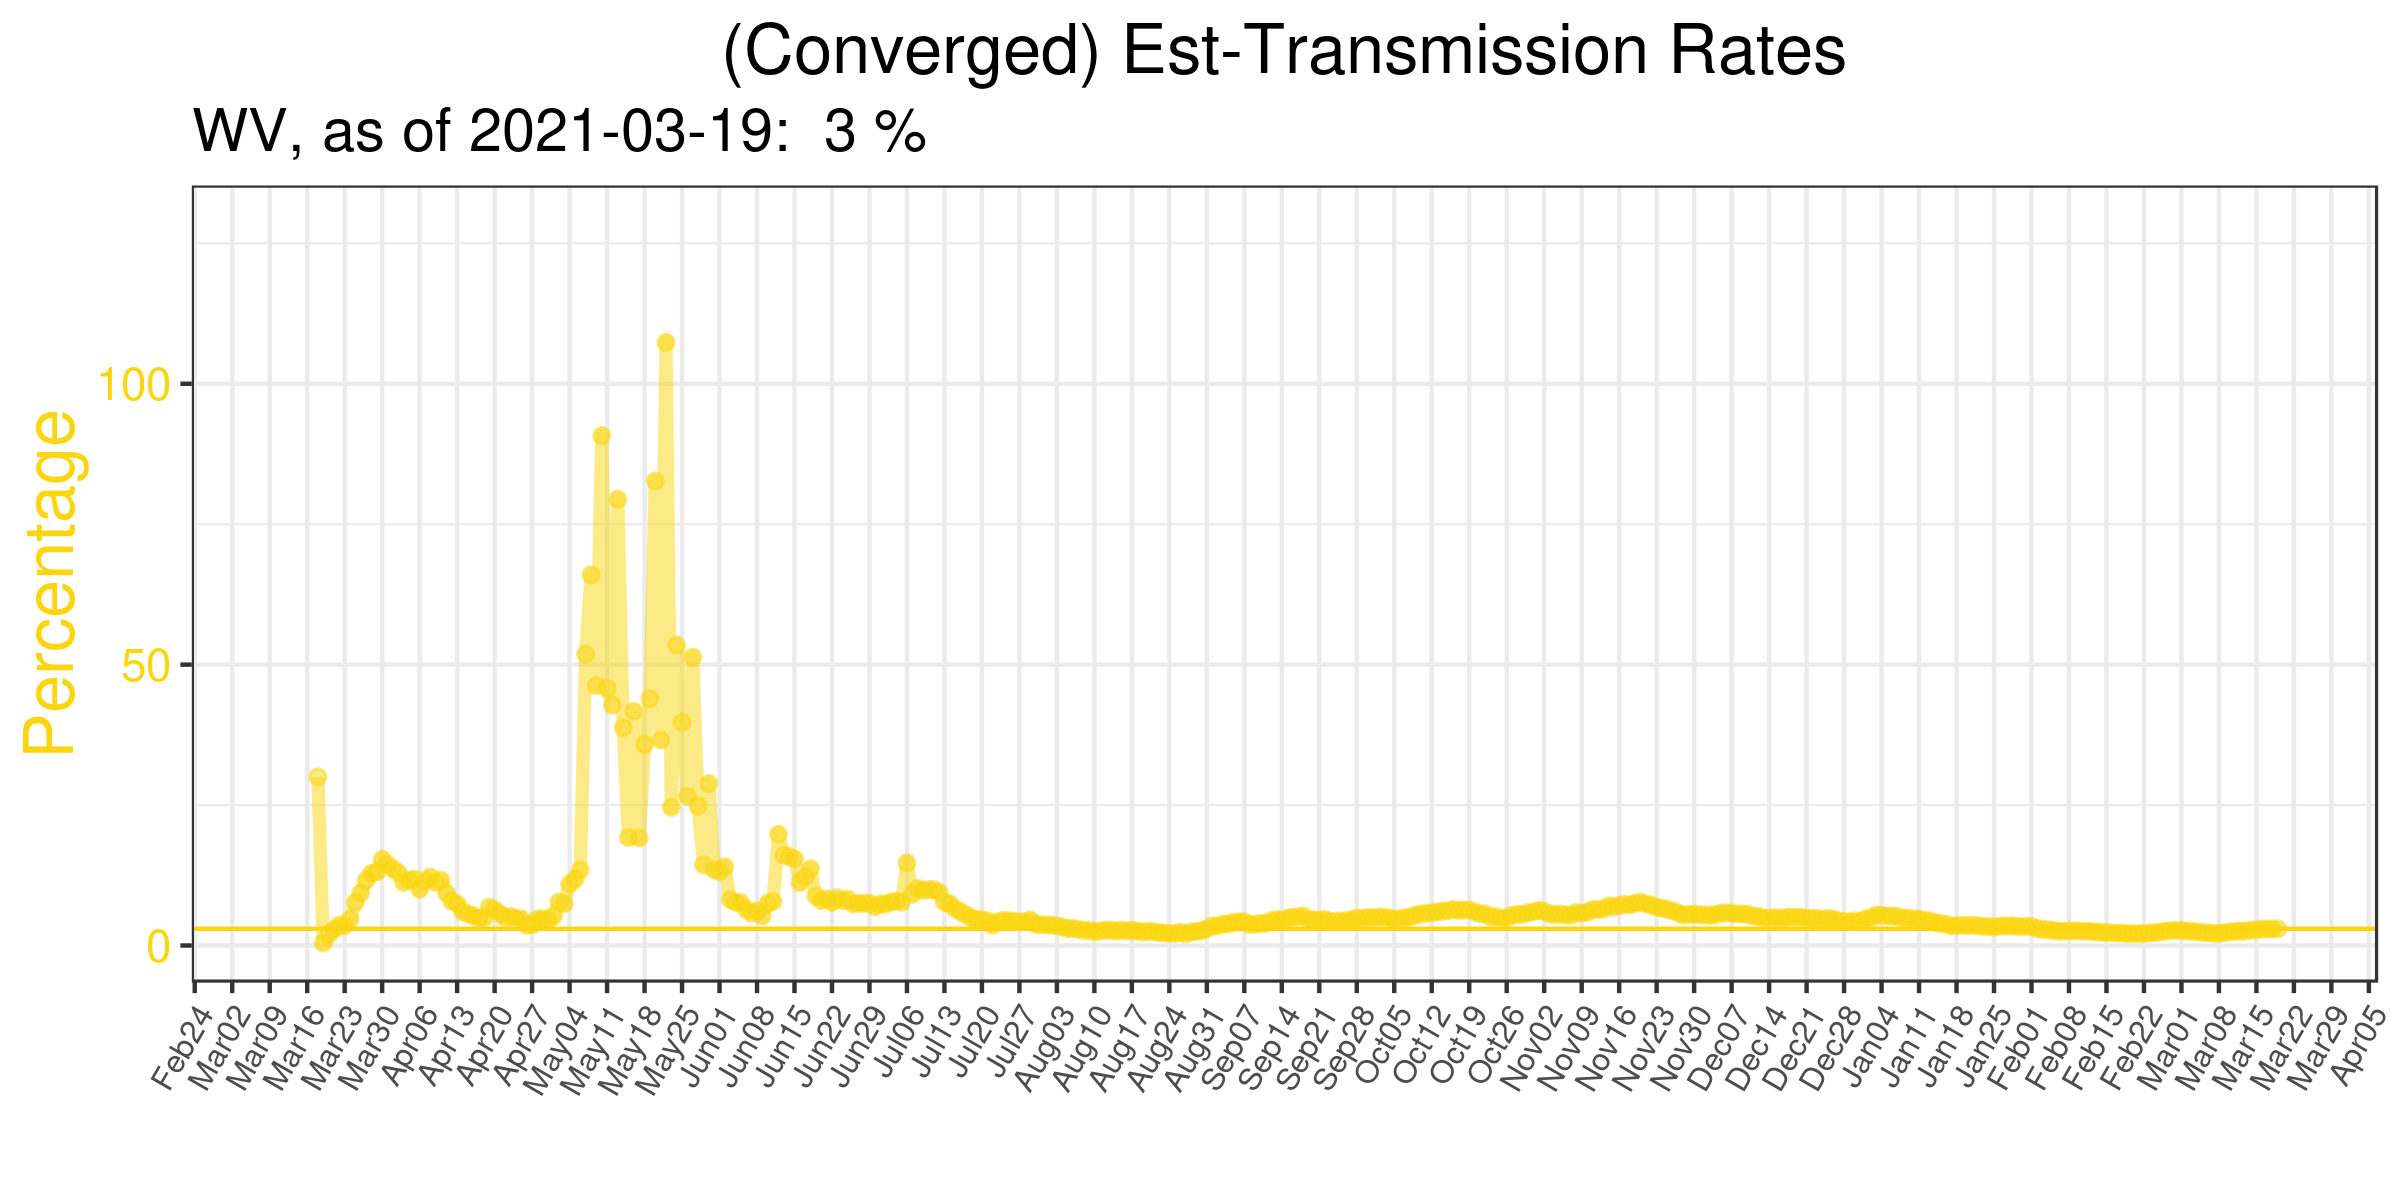 (Converged) Est-Transmission Rates
WV, as of 2021-03-19:  3 %
Percentage
100
50
0
Feb24
Mar02
Mar09
Mar16
Mar23
Mar30
Apr06
Apr13
Apr20
Apr27
May04
May11
May18
May25
Jun01
Jun08
Jun15
Jun22
Jun29
Jul06
Jul13
Jul20
Jul27
Aug03
Aug10
Aug17
Aug24
Aug31
Sep07
Sep14
Sep21
Sep28
Oct05
Oct12
Oct19
Oct26
Nov02
Nov09
Nov16
Nov23
Nov30
Dec07
Dec14
Dec21
Dec28
Jan04
Jan11
Jan18
Jan25
Feb01
Feb08
Feb15
Feb22
Mar01
Mar08
Mar15
Mar22
Mar29
Apr05